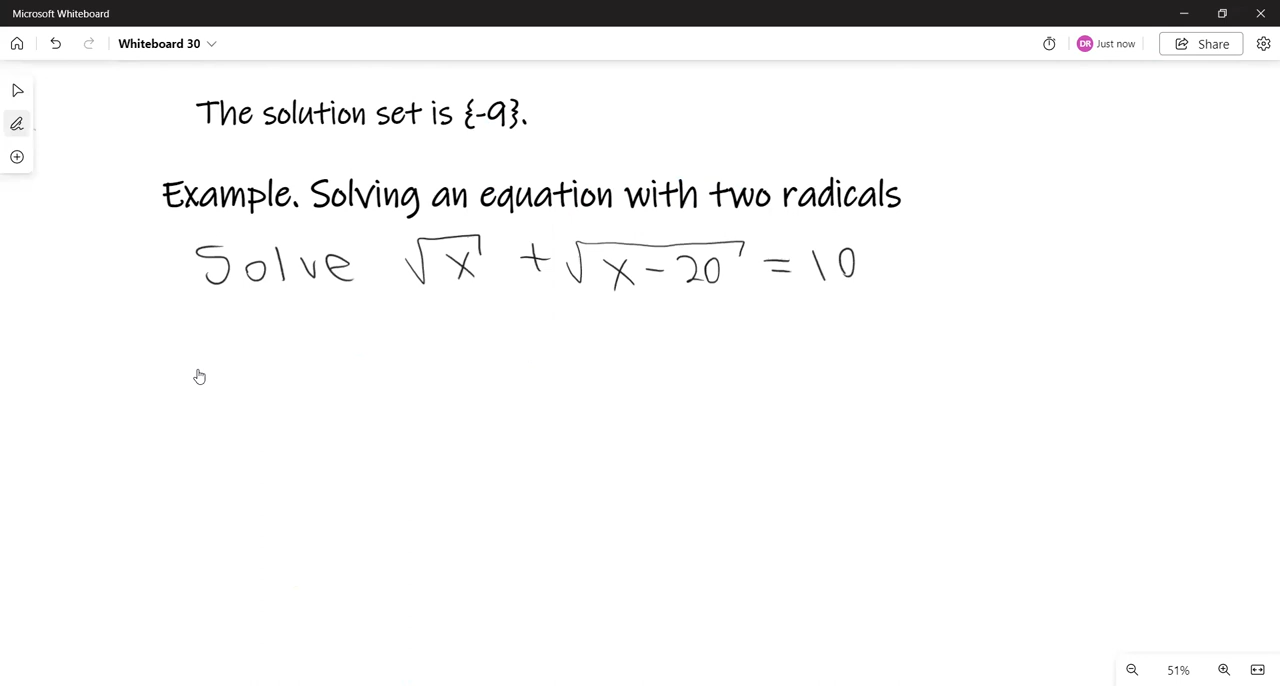 Microsoft Whiteboard
Whiteboard 30
DR Just now
Share
The solution set is {-9}.
Example. Solving an equation with two radicals
Solve √x + √x-20 = 10
51%